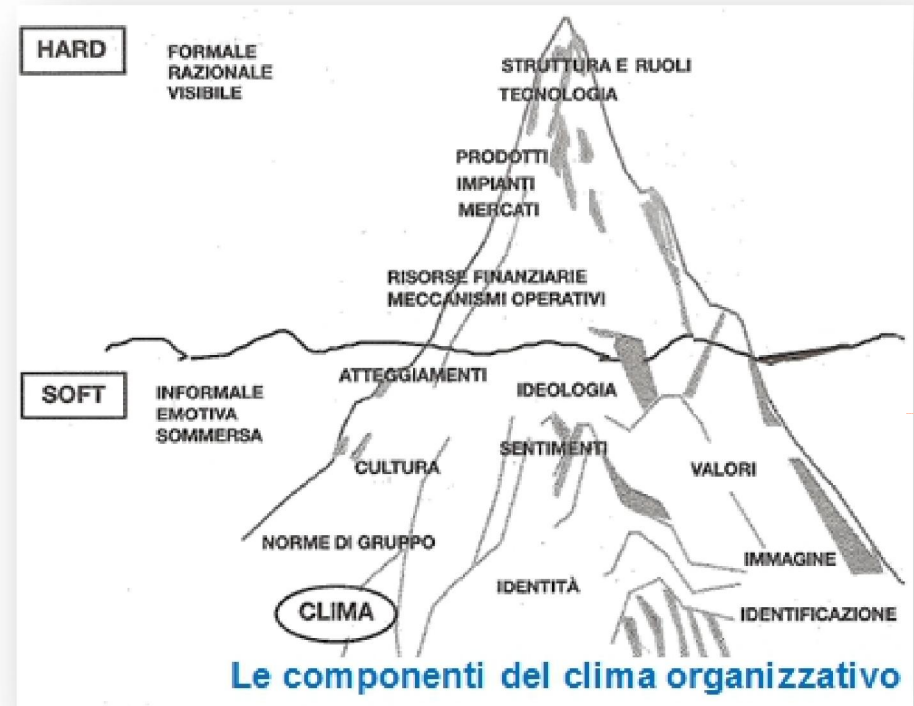 HARD
FORMALE
RAZIONALE
VISIBILE
STRUTTURA E RUOLI
TECNOLOGIA
PRODOTTI
IMPIANTI
MERCATI
RISORSE FINANZIARIE
MECCANISMI OPERATIVI
SOFT
INFORMALE
EMOTIVA
SOMMERSA
ATTEGGIAMENTI
IDEOLOGIA
SENTIMENTI
CULTURA
VALORI
NORME DI GRUPPO
IMMAGINE
IDENTITÀ
CLIMA
IDENTIFICAZIONE
Le componenti del clima organizzativo